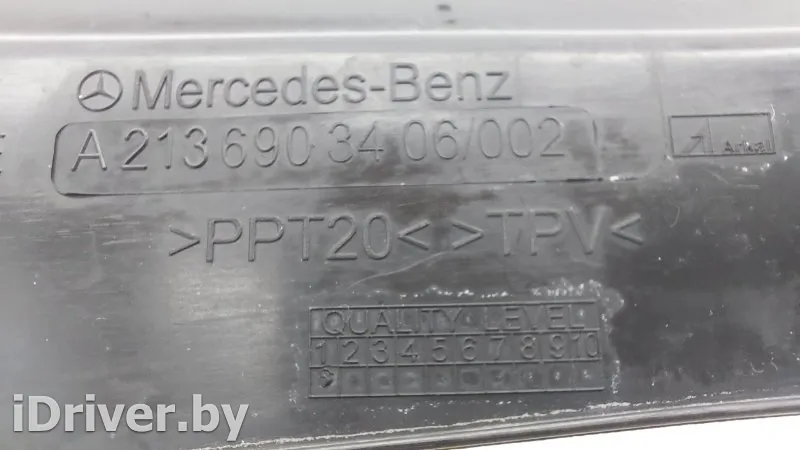 Mercedes-Benz
A 213 690 34 06/002
Arkal
>PPT20< >TPV<
QUALITY LEVEL
1 2 3 4 5 6 7 8 9 10
iDriver.by